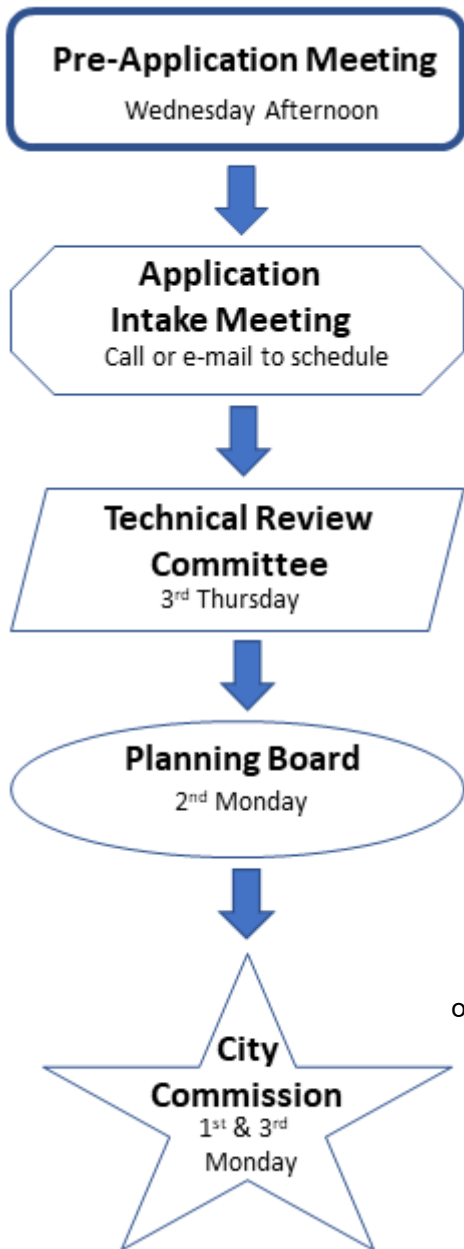 Pre-Application Meeting
Wednesday Afternoon
Application
Intake Meeting
Call or e-mail to schedule
Technical Review
Committee
3rd Thursday
Planning Board
2nd Monday
o
City
Commission
1st & 3rd
Monday